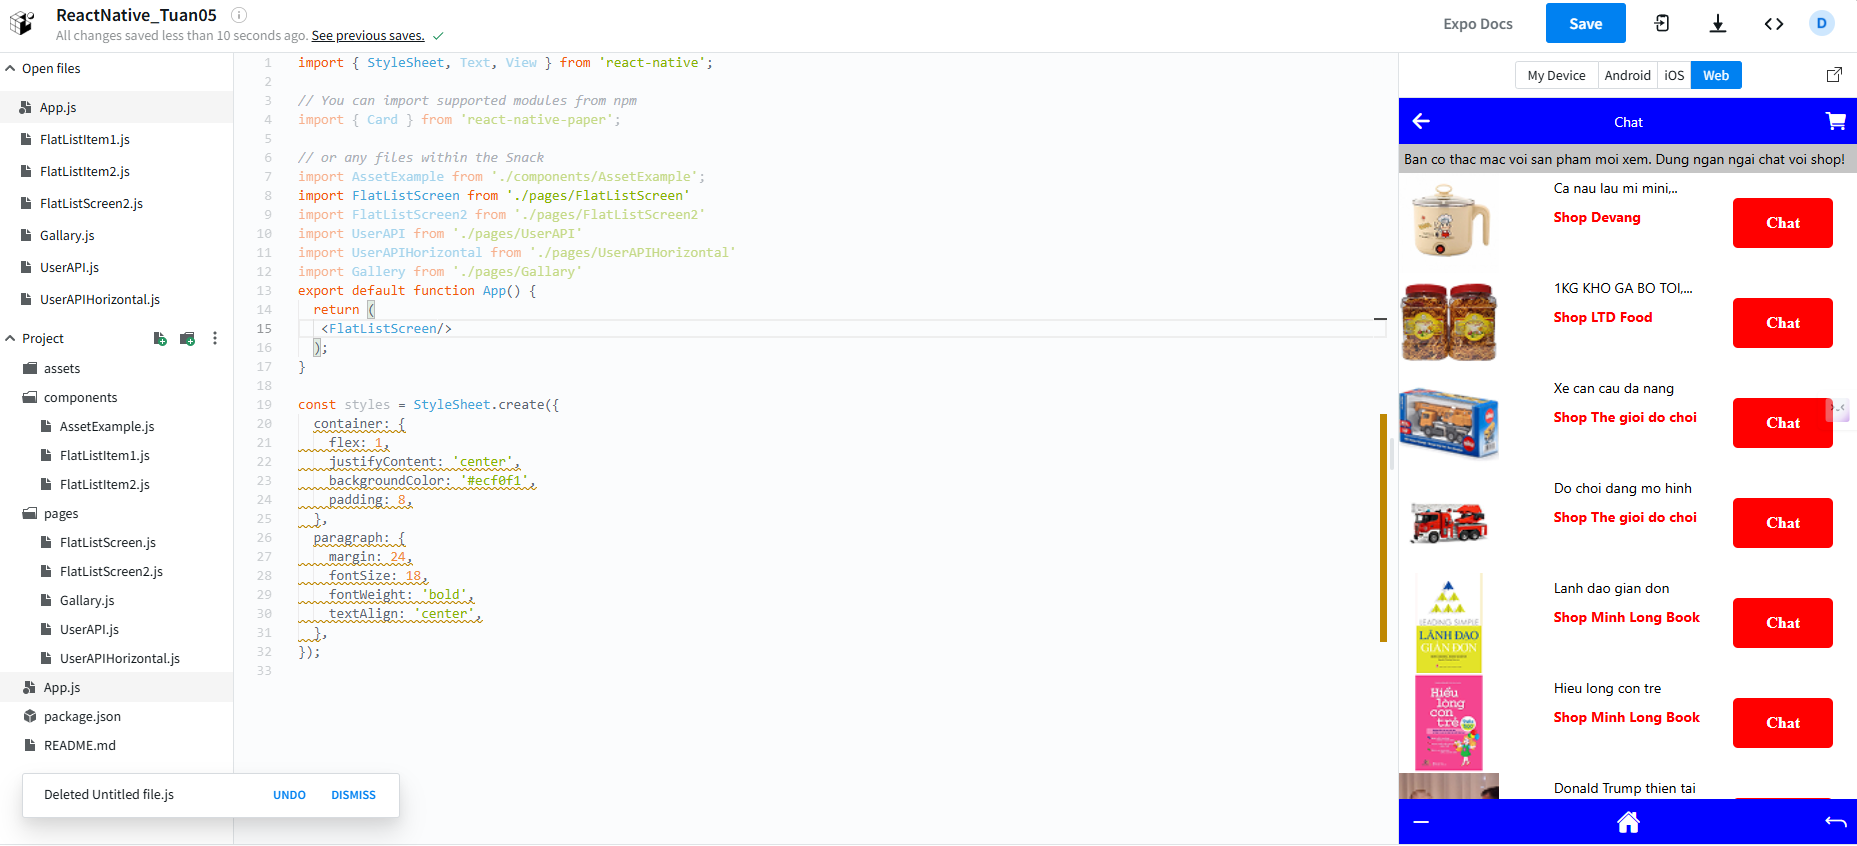 ReactNative_Tuan05
All changes saved less than 10 seconds ago. See previous saves.
Expo Docs
Save
D
Open files
App.js
FlatListItem1.js
FlatListItem2.js
FlatListScreen2.js
Gallary.js
UserAPI.js
UserAPIHorizontal.js
Project
assets
components
AssetExample.js
FlatListItem1.js
FlatListItem2.js
pages
FlatListScreen.js
FlatListScreen2.js
Gallary.js
UserAPI.js
UserAPIHorizontal.js
App.js
package.json
README.md
Deleted Untitled file.js
UNDO
DISMISS
1 import { StyleSheet, Text, View } from 'react-native';
2
3 // You can import supported modules from npm
4 import { Card } from 'react-native-paper';
5
6 // or any files within the Snack
7 import AssetExample from './components/AssetExample';
8 import FlatListScreen from './pages/FlatListScreen'
9 import FlatListScreen2 from './pages/FlatListScreen2'
10 import UserAPI from './pages/UserAPI'
11 import UserAPIHorizontal from './pages/UserAPIHorizontal'
12 import Gallery from './pages/Gallary'
13 export default function App() {
14 return (
15 <FlatListScreen/>
16 );
17 }
18
19 const styles = StyleSheet.create({
20 container: {
21 flex: 1,
22 justifyContent: 'center',
23 backgroundColor: '#ecf0f1',
24 padding: 8,
25 },
26 paragraph: {
27 margin: 24,
28 fontSize: 18,
29 fontWeight: 'bold',
30 textAlign: 'center',
31 },
32 });
33
My Device
Android
iOS
Web
Chat
Ban co thac mac voi san pham moi xem. Dung ngan ngai chat voi shop!
Ca nau lau mi mini,...
Shop Devang
Chat
1KG KHO GA BO TOI,...
Shop LTD Food
Chat
Xe can cau da nang
Shop The gioi do choi
Chat
Do choi dang mo hinh
Shop The gioi do choi
Chat
LEADING SIMPLE
LÃNH ĐẠO
GIẢN ĐƠN
Lanh dao gian don
Shop Minh Long Book
Chat
Hiểu
lòng
con
trẻ
Hieu long con tre
Shop Minh Long Book
Chat
Donald Trump thien tai